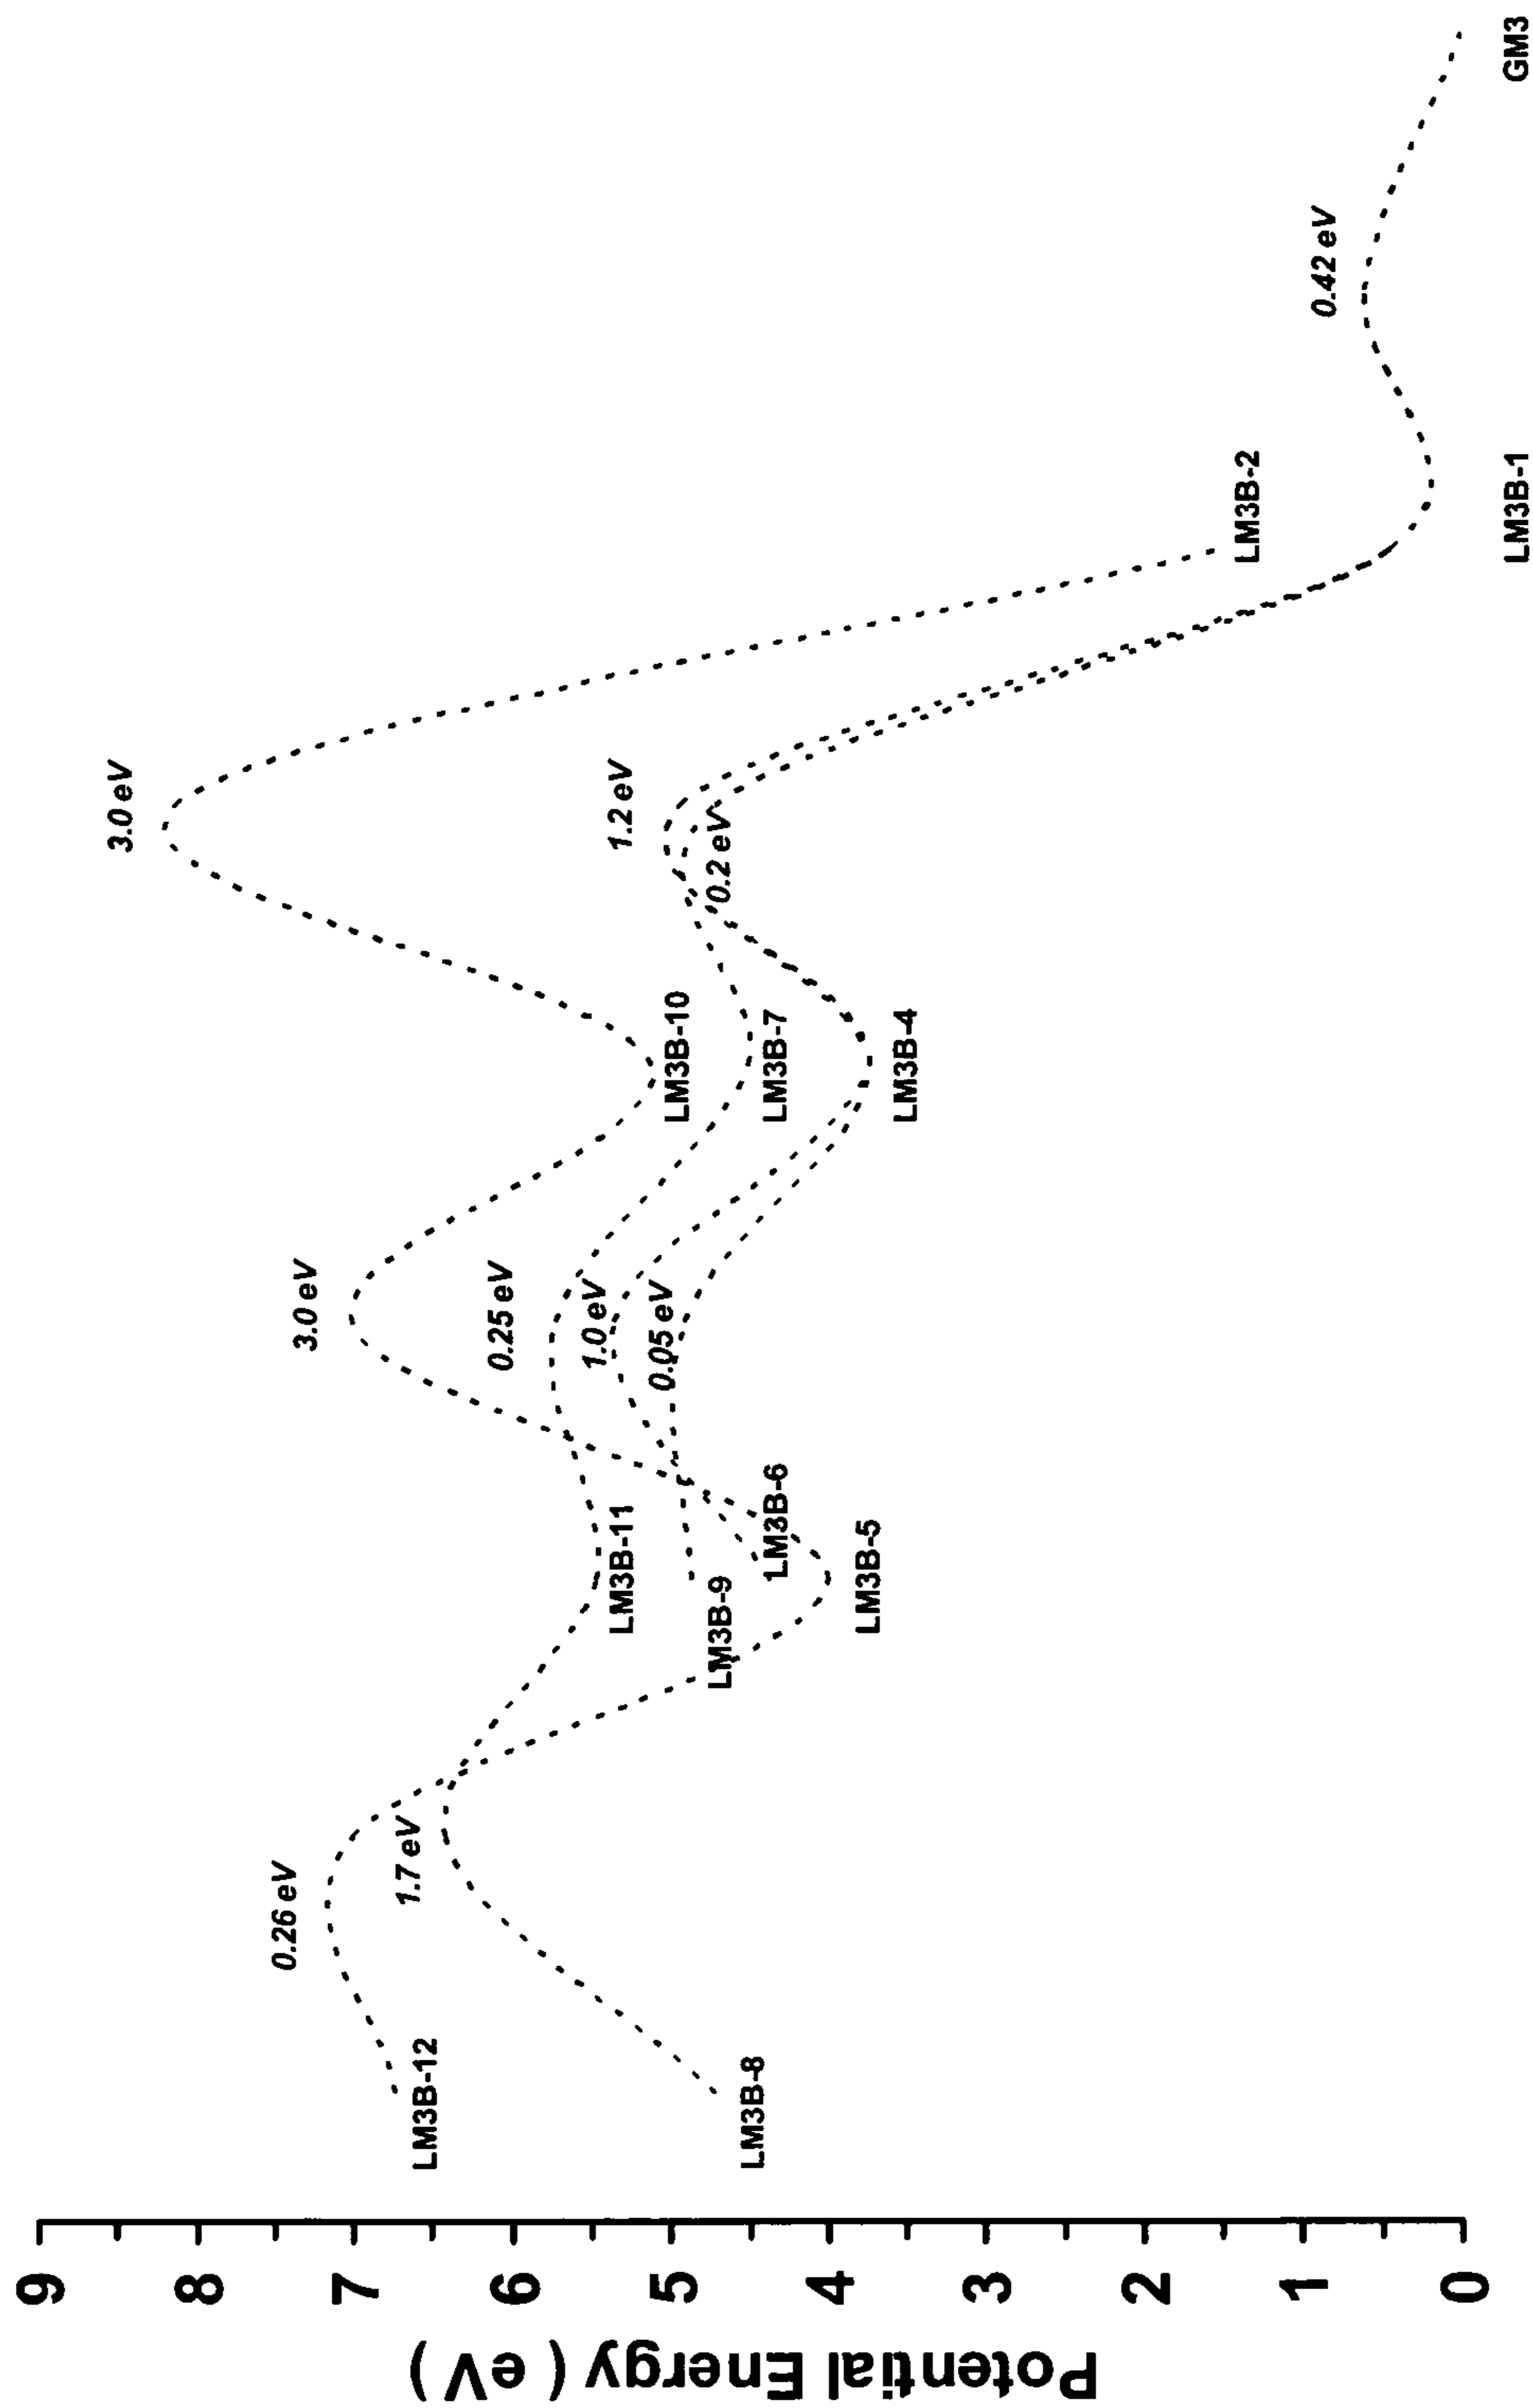 Potential Energy ( eV )
9
8
7
6
5
4
3
2
1
0
LM3B-12
0.26 eV
LM3B-8
1.7 eV
LM3B-11
LM3B-9
LM3B-6
LM3B-5
3.0 eV
0.25 eV
1.0 eV
0.05 eV
LM3B-10
LM3B-7
LM3B-4
3.0 eV
1.2 eV
0.2 eV
LM3B-2
LM3B-1
0.42 eV
GM3